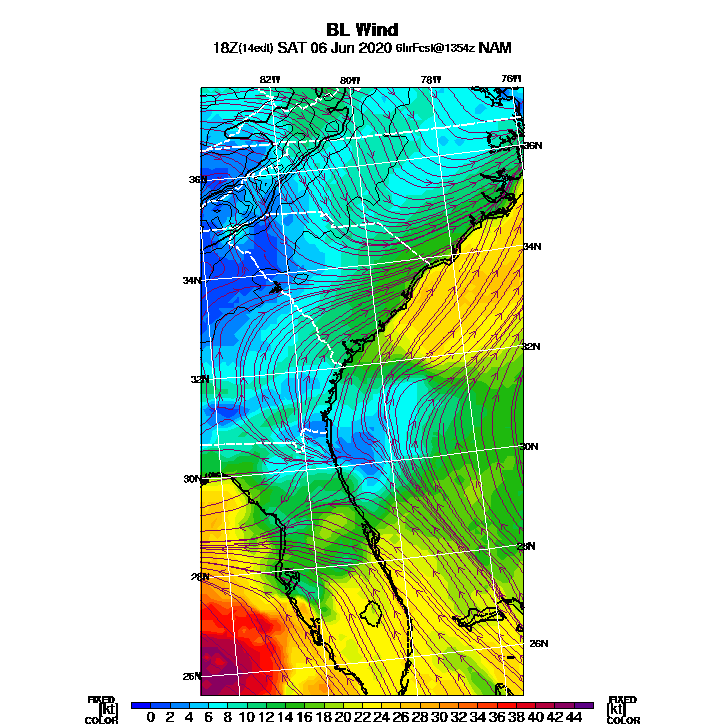 BL Wind
18Z(14edt) SAT 06 Jun 2020 6hrFcst@1354z NAM
82W 80W 78W 76W
36N
36N
34N
34N
32N
32N
30N
30N
28N
28N
26N
26N
FIXED [kt] COLOR
0 2 4 6 8 10 12 14 16 18 20 22 24 26 28 30 32 34 36 38 40 42 44
FIXED [kt] COLOR